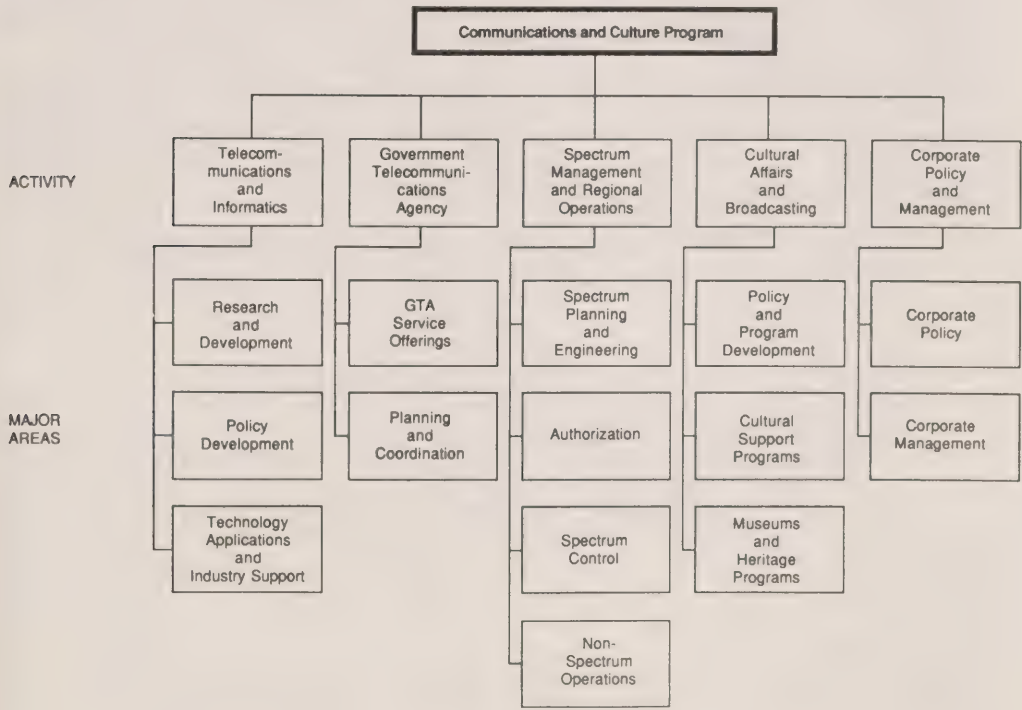 Communications and Culture Program
ACTIVITY
Telecom-
munications
and
Informatics
Government
Telecommuni-
cations
Agency
Spectrum
Management
and Regional
Operations
Cultural
Affairs
and
Broadcasting
Corporate
Policy
and
Management
MAJOR
AREAS
Research
and
Development
Policy
Development
Technology
Applications
and
Industry Support
GTA
Service
Offerings
Planning
and
Coordination
Spectrum
Planning
and
Engineering
Authorization
Spectrum
Control
Non-
Spectrum
Operations
Policy
and
Program
Development
Cultural
Support
Programs
Museums
and
Heritage
Programs
Corporate
Policy
Corporate
Management